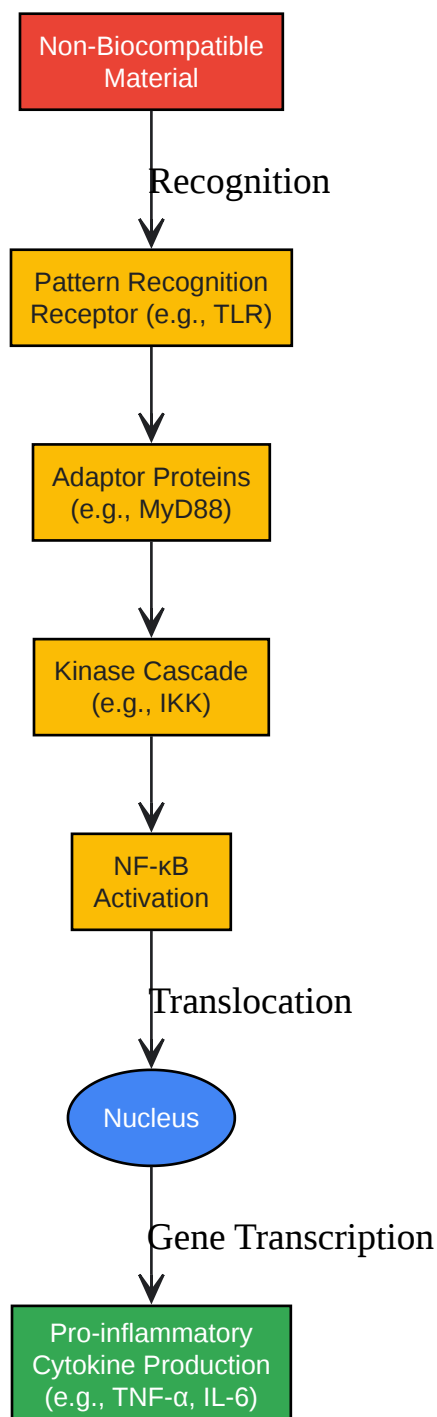 Non-Biocompatible
Material
Recognition
Pattern Recognition
Receptor (e.g., TLR)
Adaptor Proteins
(e.g., MyD88)
Kinase Cascade
(e.g., IKK)
NF-κB
Activation
Translocation
Nucleus
Gene Transcription
Pro-inflammatory
Cytokine Production
(e.g., TNF-α, IL-6)